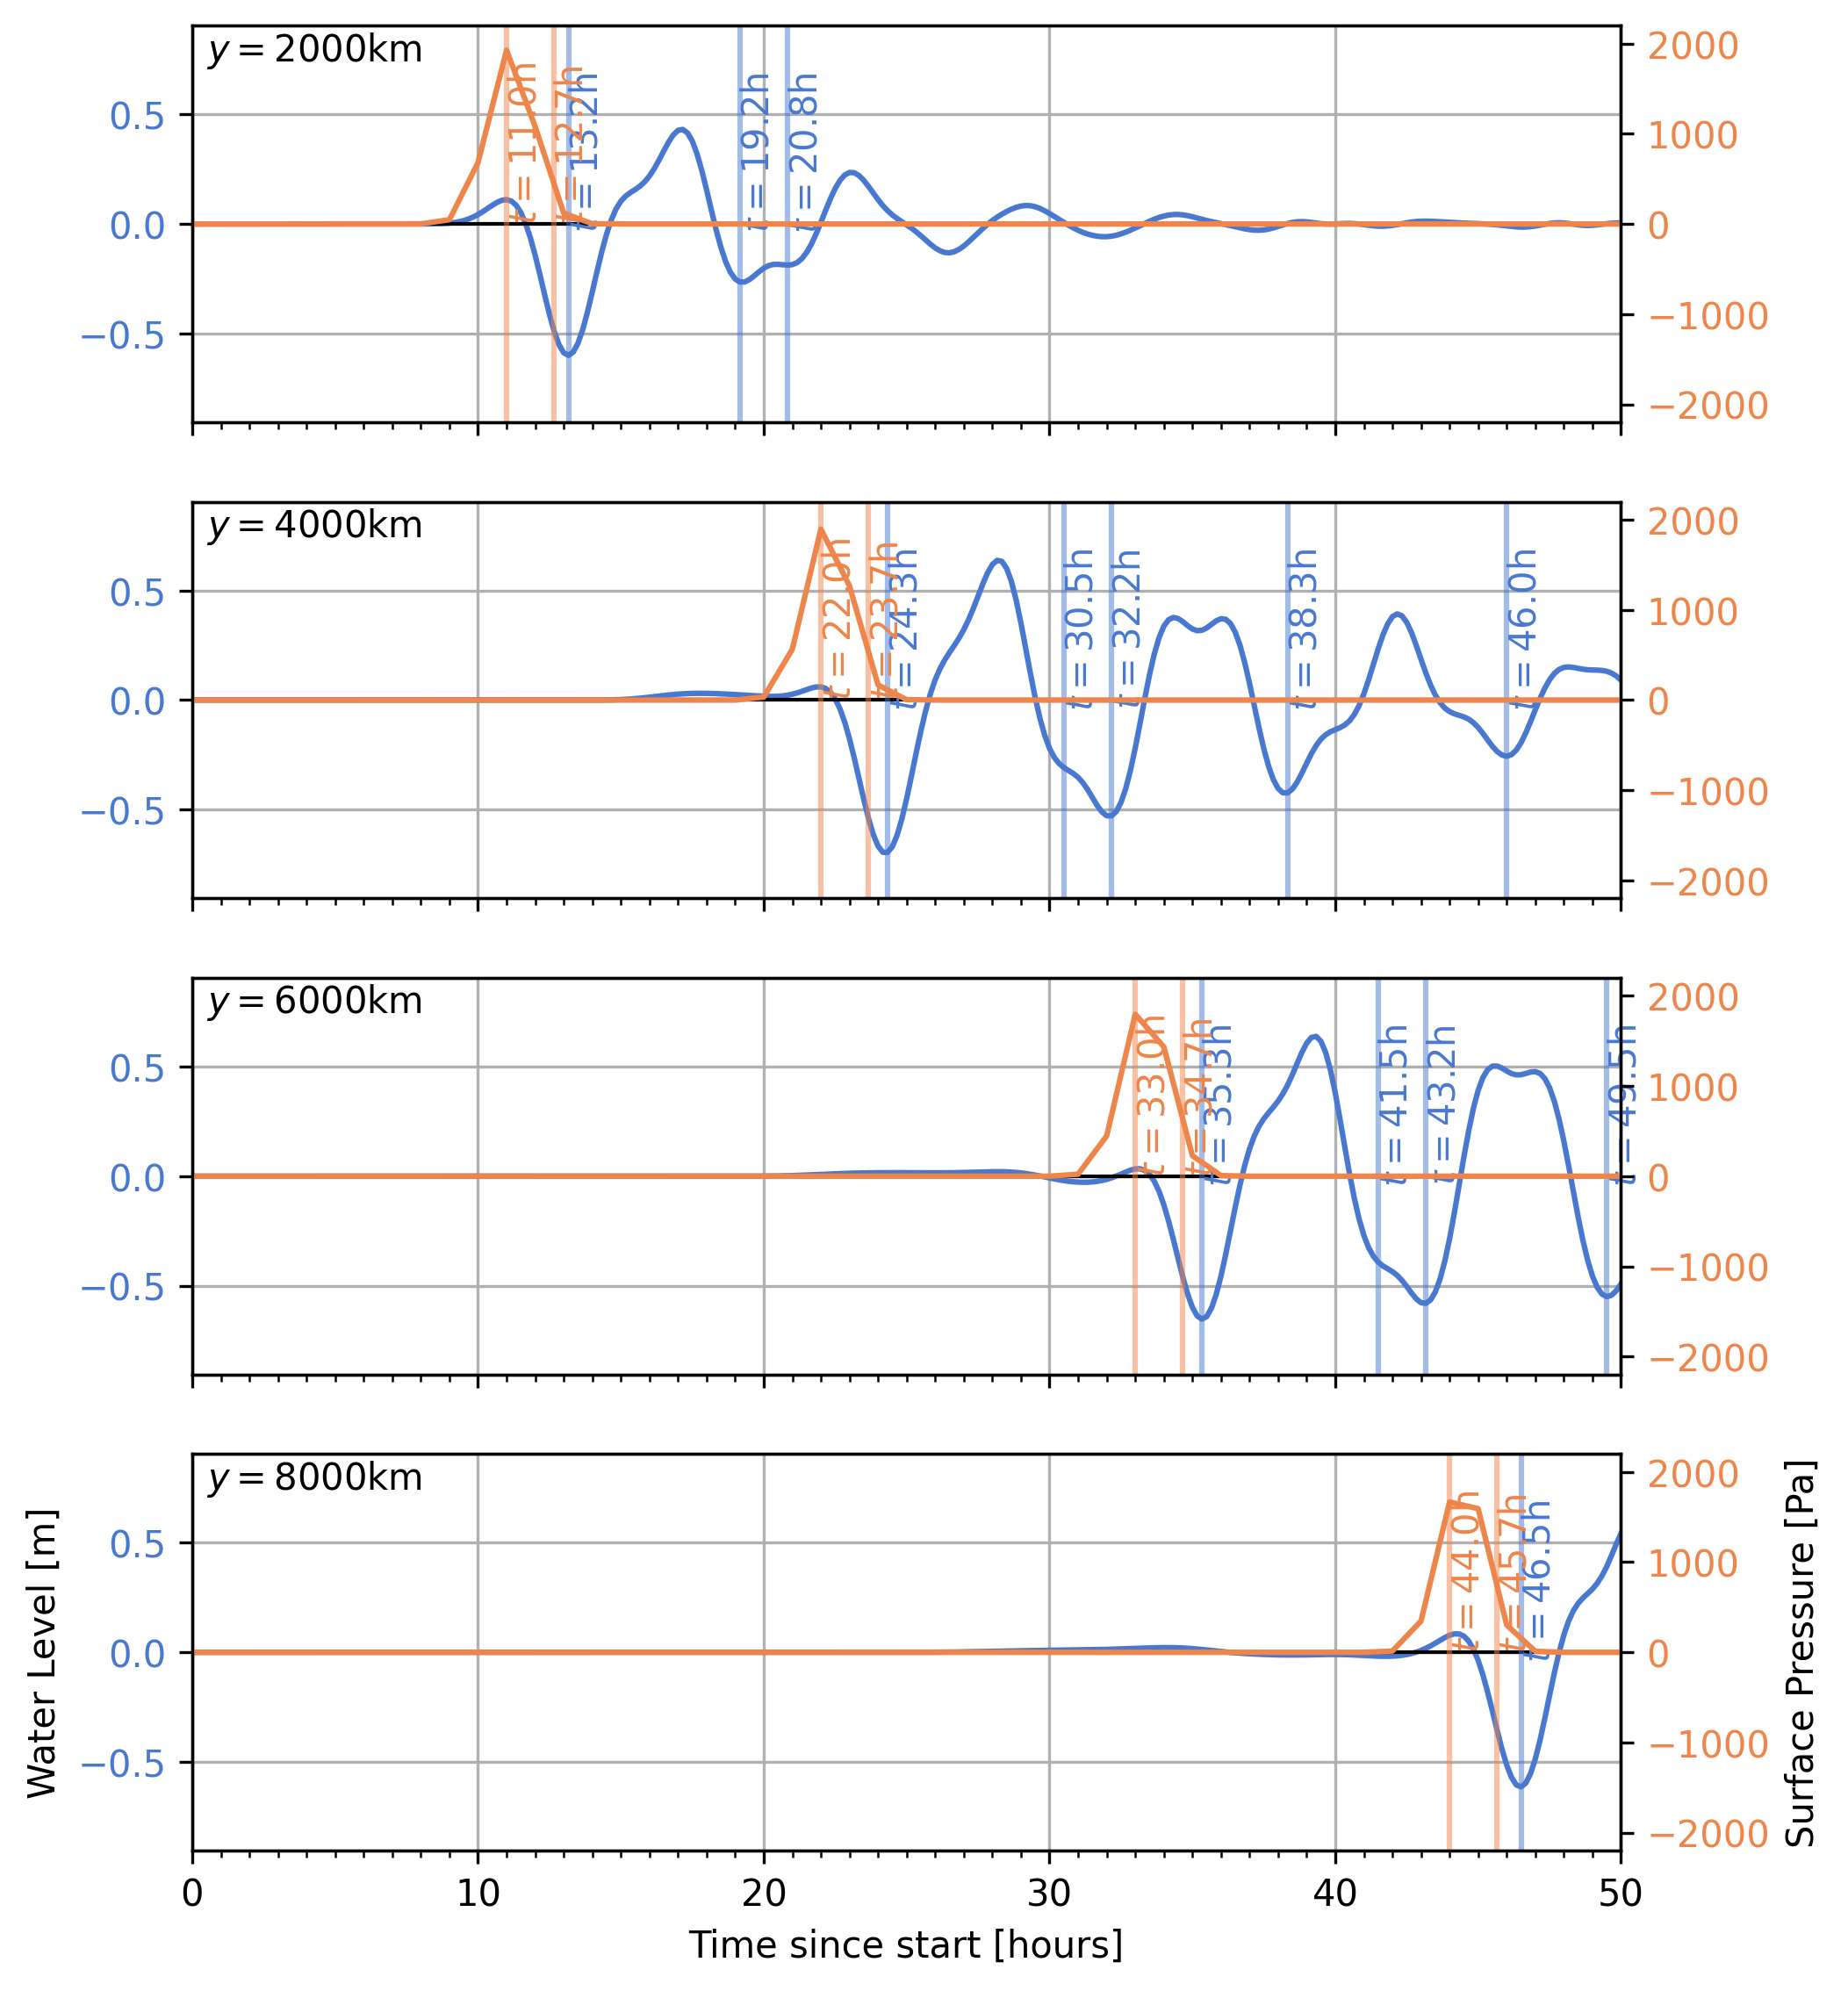 y = 2000km
0.5
0.0
−0.5
t = 11.0h
t = 12.7h
t = 13.2h
t = 19.2h
t = 20.8h
2000
1000
0
−1000
−2000
y = 4000km
0.5
0.0
−0.5
t = 22.0h
t = 23.7h
t = 24.3h
t = 30.5h
t = 32.2h
t = 38.3h
t = 46.0h
2000
1000
0
−1000
−2000
y = 6000km
0.5
0.0
−0.5
t = 33.0h
t = 34.7h
t = 35.3h
t = 41.5h
t = 43.2h
t = 49.5h
2000
1000
0
−1000
−2000
y = 8000km
0.5
0.0
−0.5
t = 44.0h
t = 45.7h
t = 46.5h
2000
1000
0
−1000
−2000
Water Level [m]
Surface Pressure [Pa]
0 10 20 30 40 50
Time since start [hours]